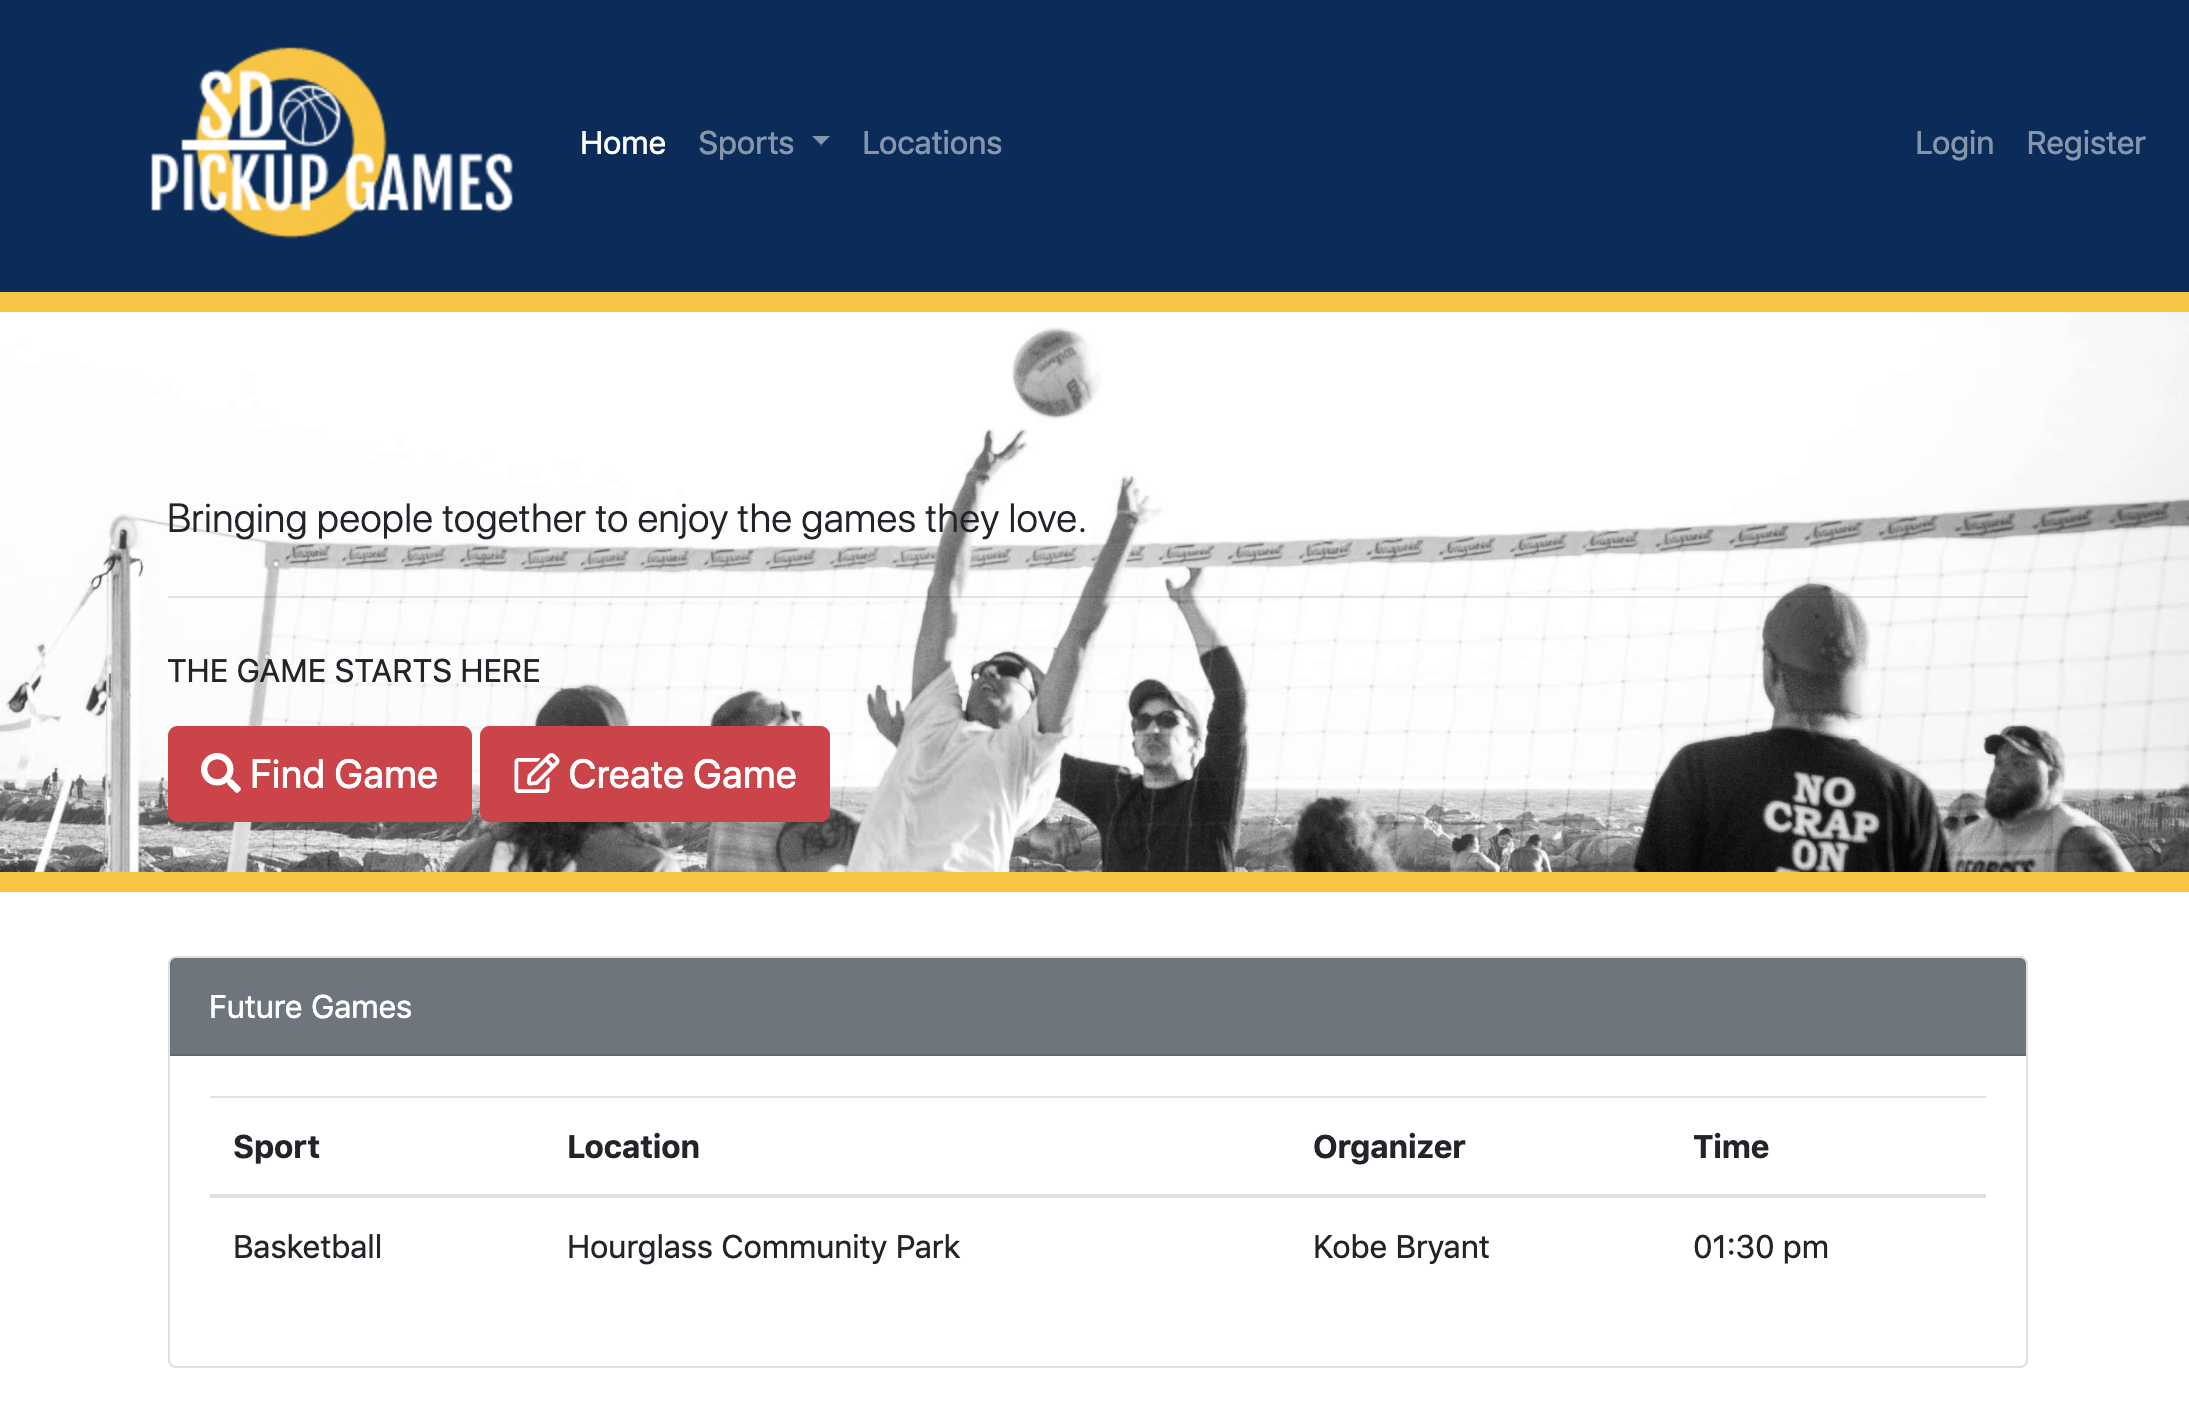 SD
PICKUP GAMES
Home Sports Locations Login Register
Bringing people together to enjoy the games they love.
THE GAME STARTS HERE
Find Game Create Game
NO
CRAP
ON
Future Games
Sport Location Organizer Time
Basketball Hourglass Community Park Kobe Bryant 01:30 pm